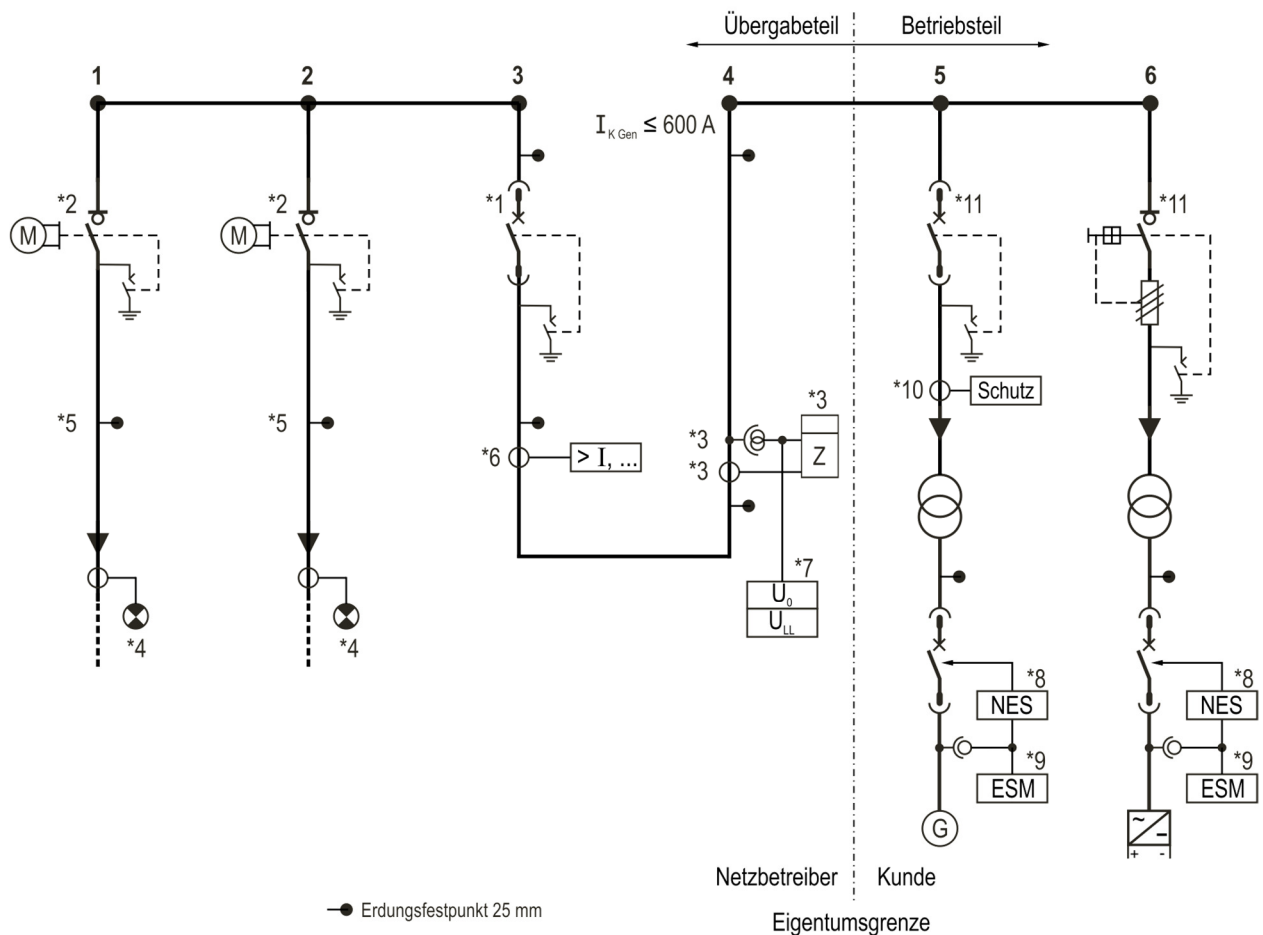 Übergabeteil Betriebsteil
1 2 3 4 5 6
I K Gen ≤ 600 A
*2 *2 *1 *11 *11
M M
*10 Schutz
*5 *5 *3
*3 Z
*6 > I, ... *3
*7
U0
ULL
*4 *4
*8 *8
NES NES
*9 *9
ESM ESM
G ~ –
+ -
Netzbetreiber Kunde
Erdungsfestpunkt 25 mm
Eigentumsgrenze